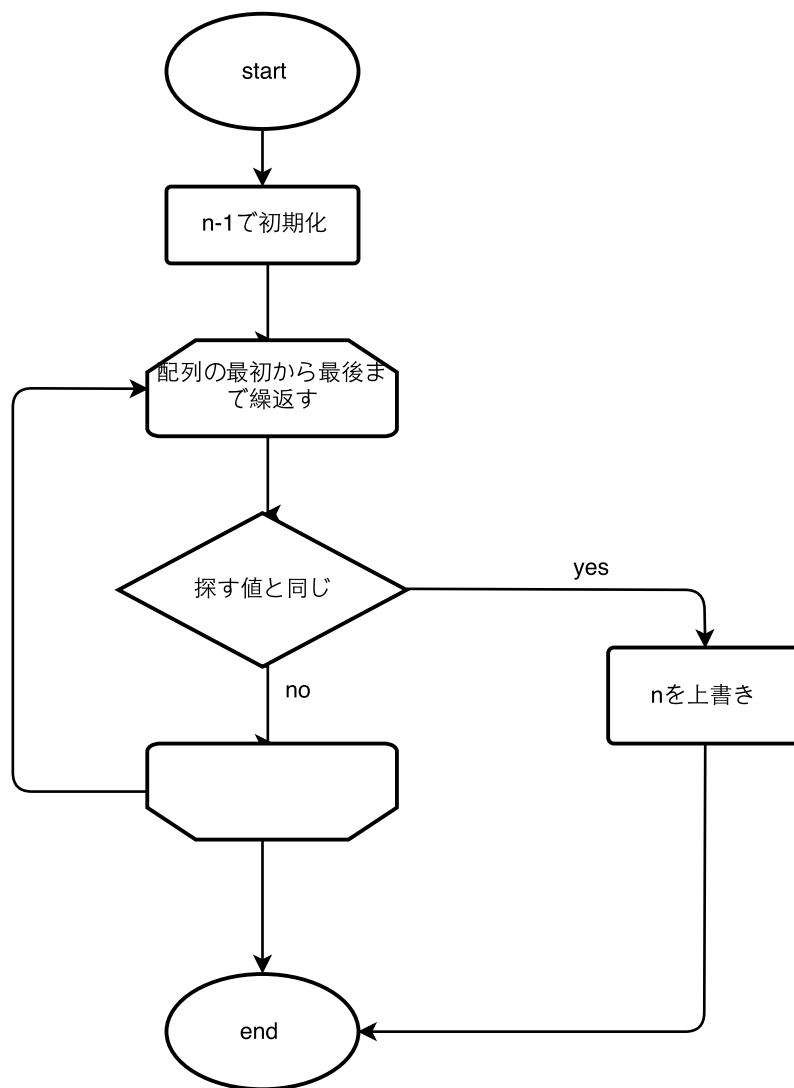 start
n-1で初期化
配列の最初から最後ま
で繰返す
探す値と同じ
yes
no
nを上書き
end